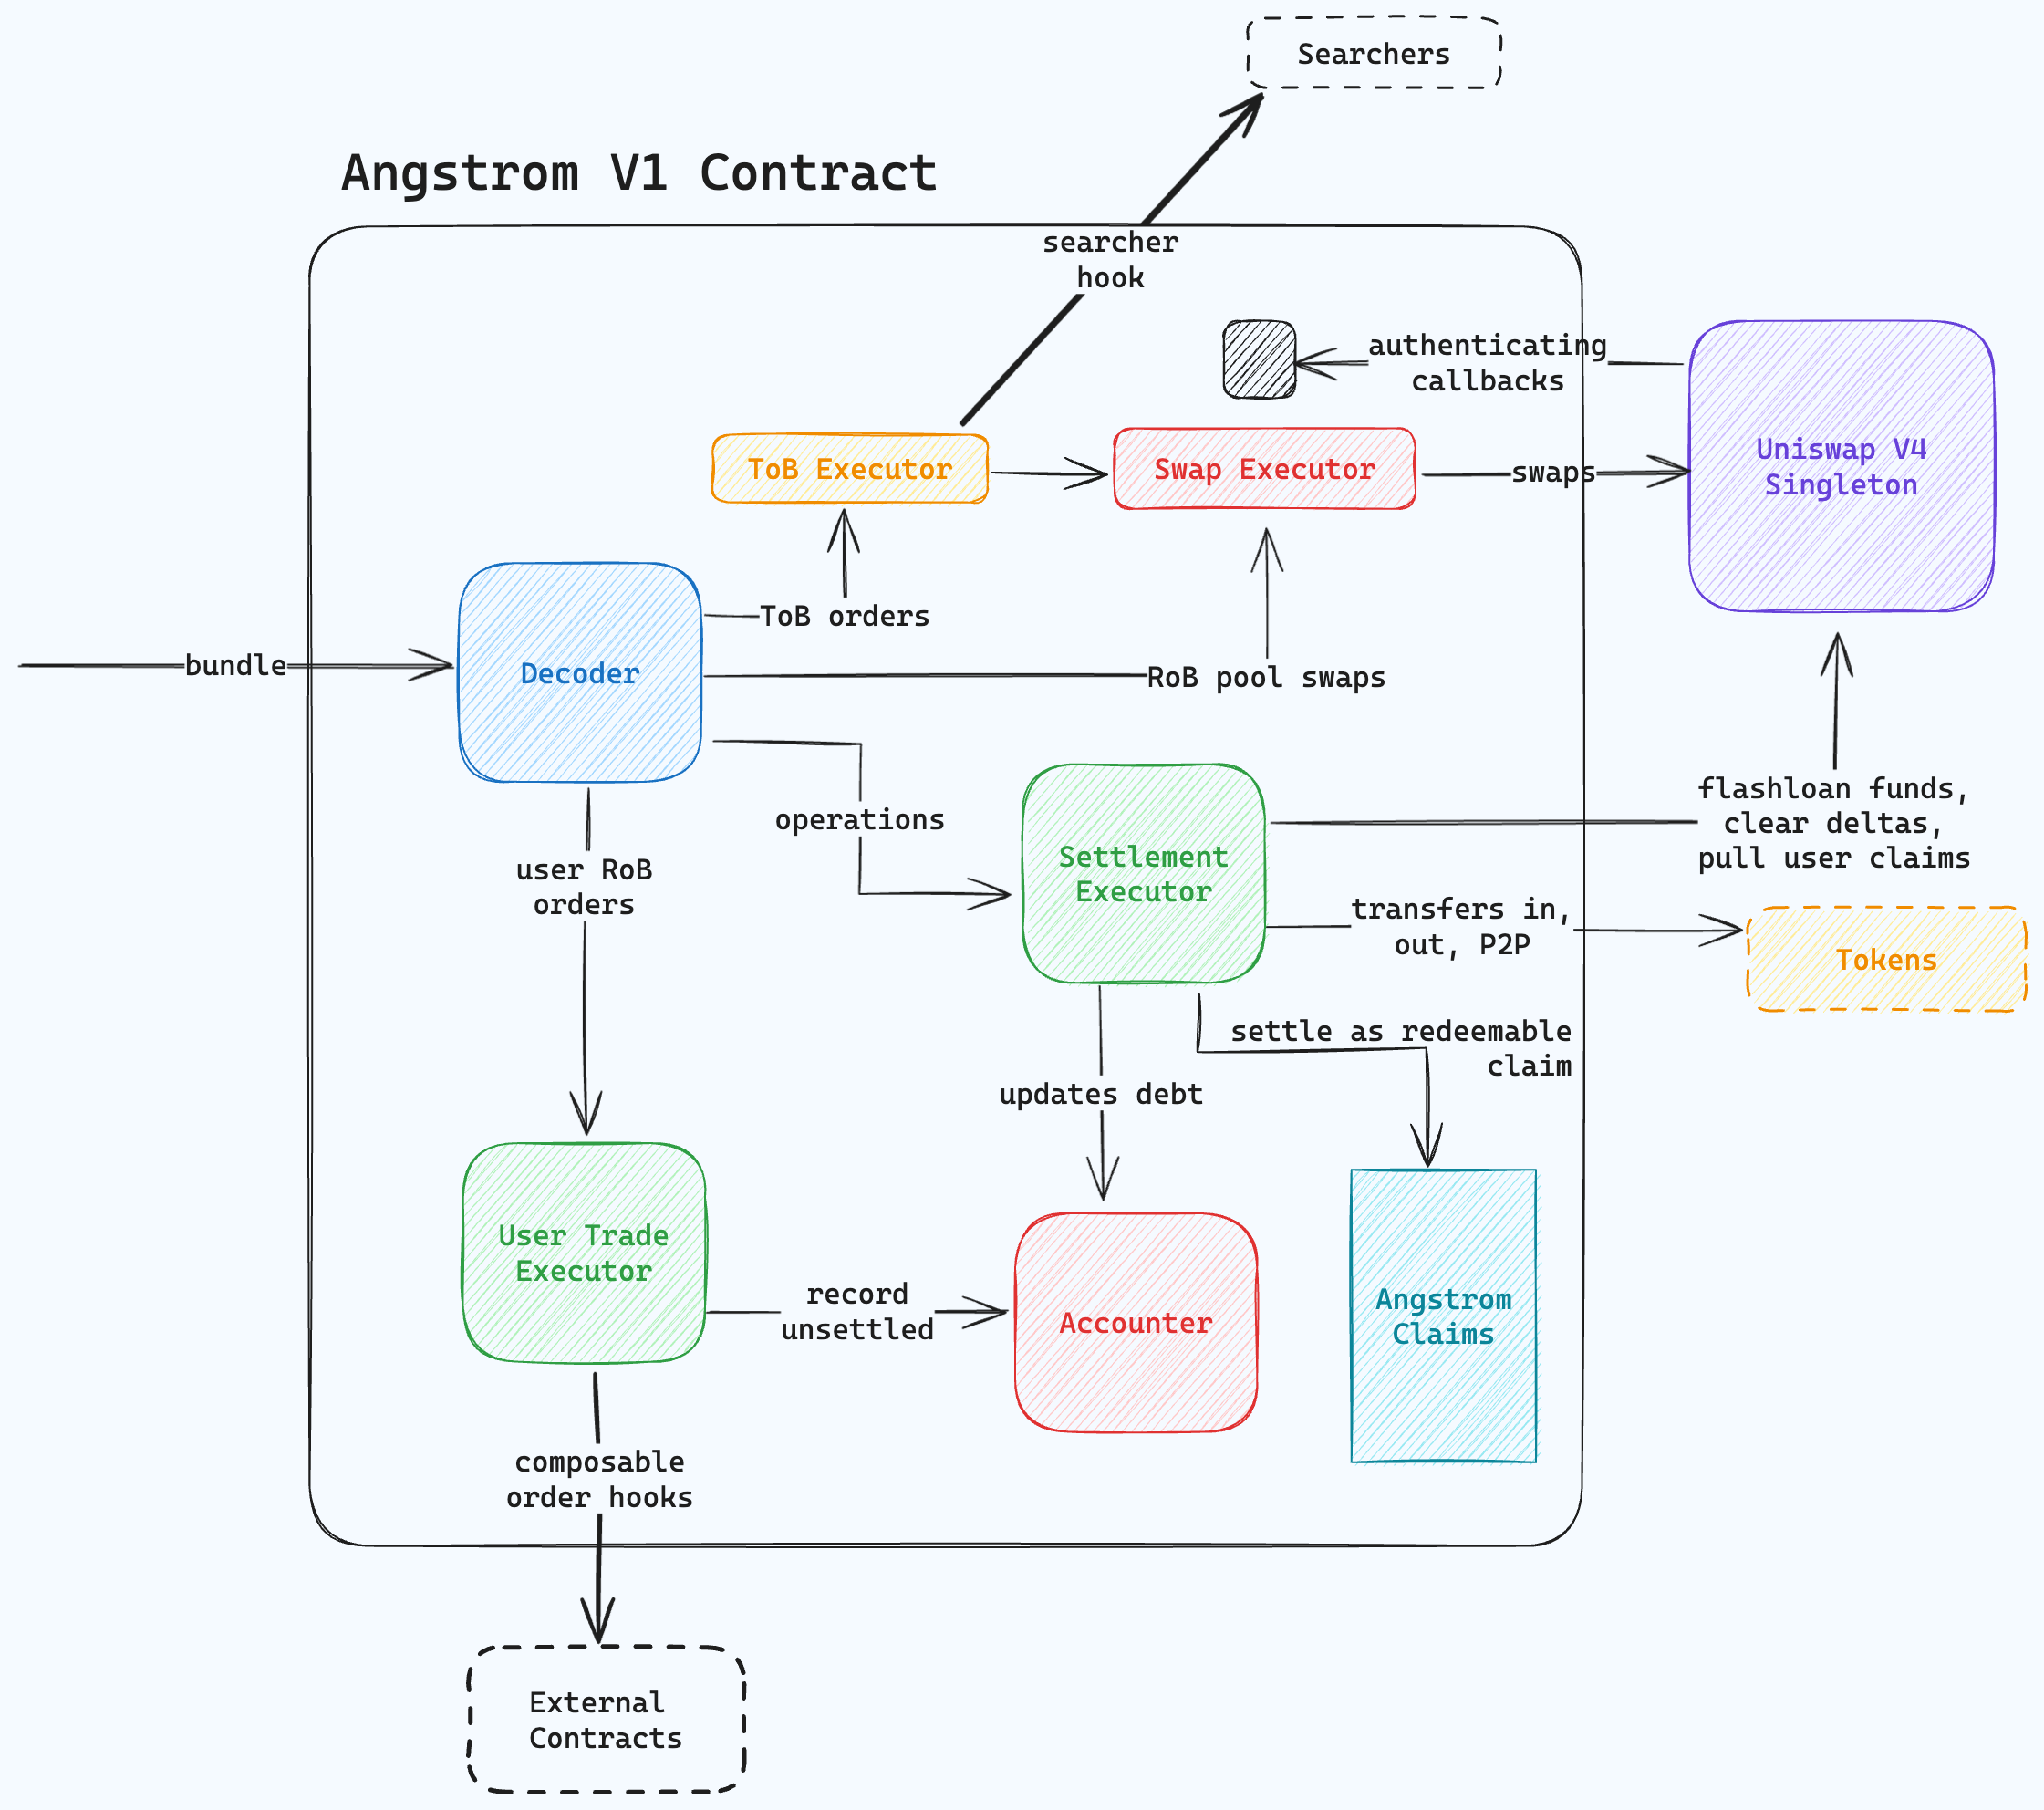 Searchers
Angstrom V1 Contract
searcher
hook
authenticating
callbacks
Uniswap V4
Singleton
ToB Executor
Swap Executor
swaps
ToB orders
bundle
Decoder
RoB pool swaps
operations
flashloan funds,
clear deltas,
pull user claims
user RoB
orders
Settlement
Executor
transfers in,
out, P2P
Tokens
settle as redeemable
claim
updates debt
User Trade
Executor
record
unsettled
Accounter
Angstrom
Claims
composable
order hooks
External
Contracts